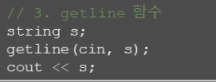 // 3. getline 함수
string s;
getline(cin, s);
cout << s;